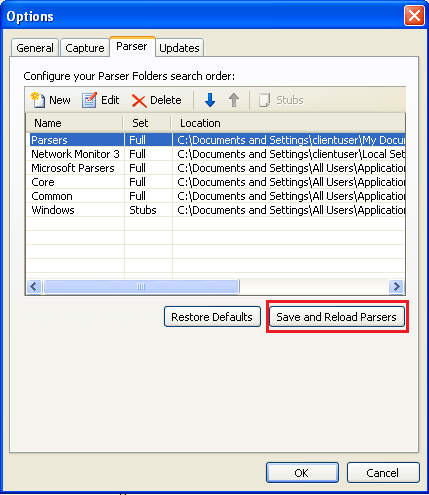 Options
General Capture Parser Updates
Configure your Parser Folders search order:
New Edit Delete Stubs
Name Set Location
Parsers Full C:\Documents and Settings\clientuser\My Docu
Network Monitor 3 Full C:\Documents and Settings\clientuser\Local Set
Microsoft Parsers Full C:\Documents and Settings\All Users\Application
Core Full C:\Documents and Settings\All Users\Application
Common Full C:\Documents and Settings\All Users\Application
Windows Stubs C:\Documents and Settings\All Users\Application
Restore Defaults Save and Reload Parsers
OK Cancel